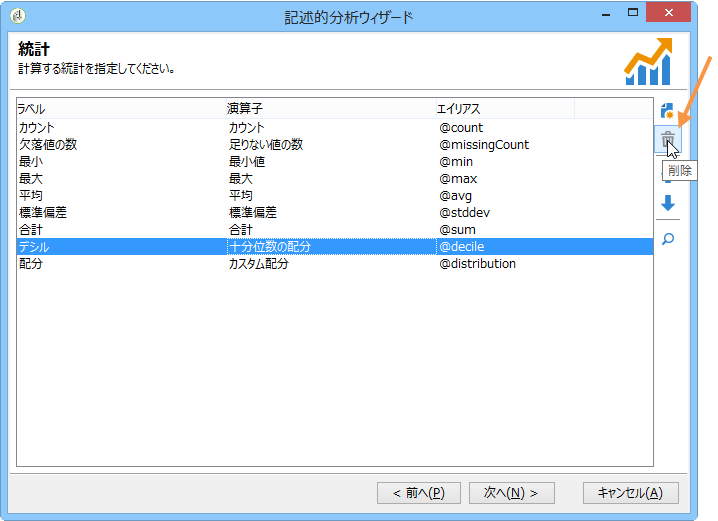 記述的分析ウィザード
統計
計算する統計を指定してください。
ラベル 演算子 エイリアス
カウント カウント @count
欠落値の数 足りない値の数 @missingCount
最小 最小値 @min
最大 最大 @max
平均 平均 @avg
標準偏差 標準偏差 @stddev
合計 合計 @sum
デシル 十分位数の配分 @decile
配分 カスタム配分 @distribution
削除
< 前へ(P) 次へ(N) > キャンセル(A)